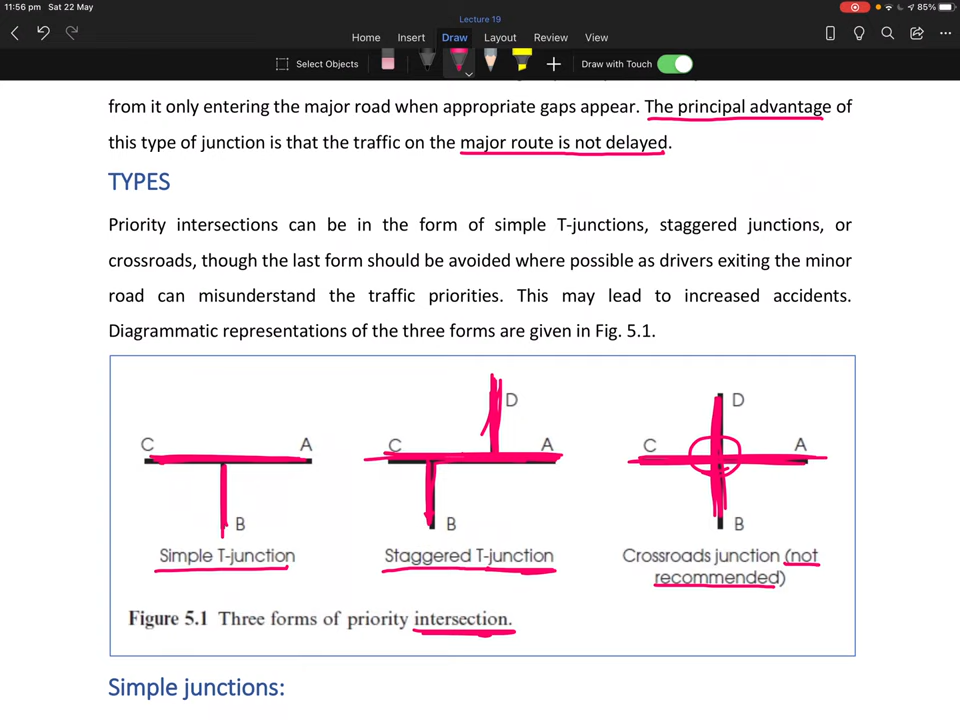 11:56 pm Sat 22 May
85%
Lecture 19
Home Insert Draw Layout Review View
Select Objects
Draw with Touch
from it only entering the major road when appropriate gaps appear. The principal advantage of
this type of junction is that the traffic on the major route is not delayed.
TYPES
Priority intersections can be in the form of simple T-junctions, staggered junctions, or
crossroads, though the last form should be avoided where possible as drivers exiting the minor
road can misunderstand the traffic priorities. This may lead to increased accidents.
Diagrammatic representations of the three forms are given in Fig. 5.1.
D D
C A C A C A
B B B
Simple T-junction Staggered T-junction Crossroads junction (not
recommended)
Figure 5.1 Three forms of priority intersection.
Simple junctions: